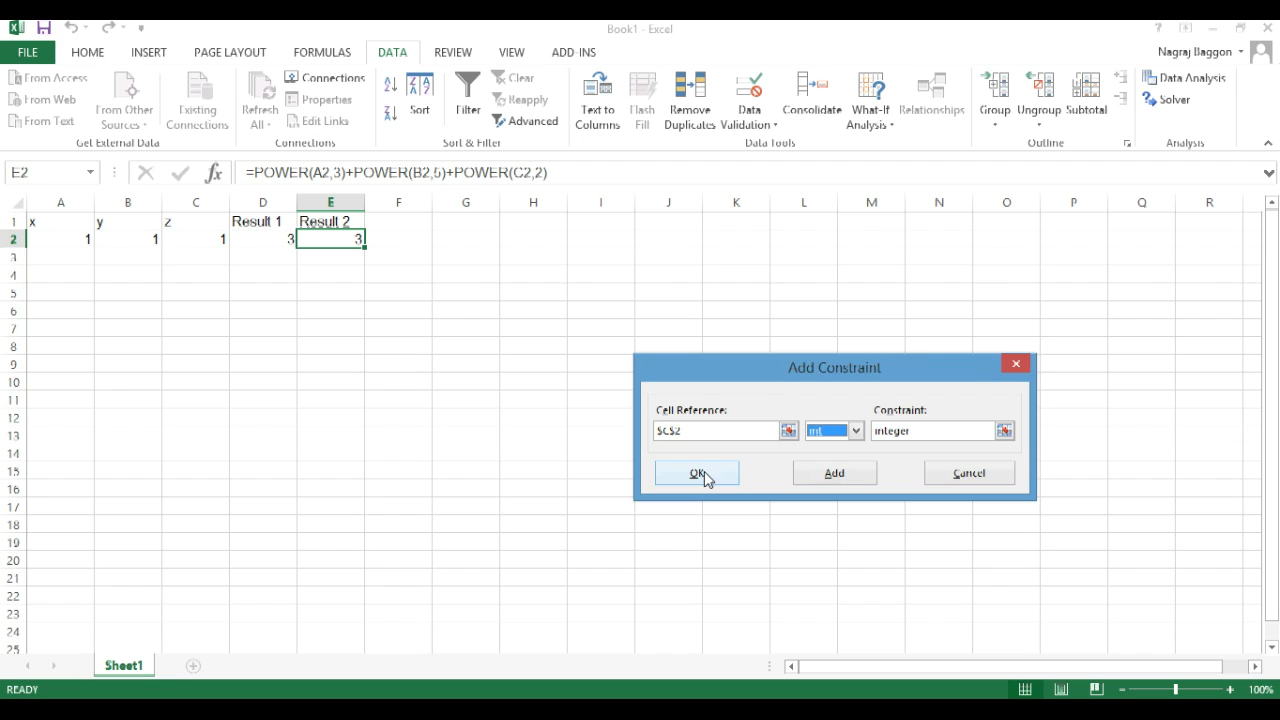 Book1 - Excel
FILE HOME INSERT PAGE LAYOUT FORMULAS DATA REVIEW VIEW ADD-INS Nagraj Baggon
From Access
From Web
From Text
From Other
Sources
Existing
Connections
Get External Data
Refresh
All
Connections
Properties
Edit Links
Connections
Sort
Filter
Clear
Reapply
Advanced
Sort & Filter
Text to
Columns
Flash
Fill
Remove
Duplicates
Data
Validation
Consolidate
What-If
Analysis
Relationships
Data Tools
Group
Ungroup
Subtotal
Outline
Data Analysis
Solver
Analysis
E2 fx =POWER(A2,3)+POWER(B2,5)+POWER(C2,2)
A B C D E F G H I J K L M N O P Q R
1 x y z Result 1 Result 2
2 1 1 1 3 3
3
4
5
6
7
8
9
10
11
12
13
14
15
16
17
18
19
20
21
22
23
24
25
Add Constraint
Cell Reference: Constraint:
$C$2 int integer
OK Add Cancel
Sheet1
READY 100%